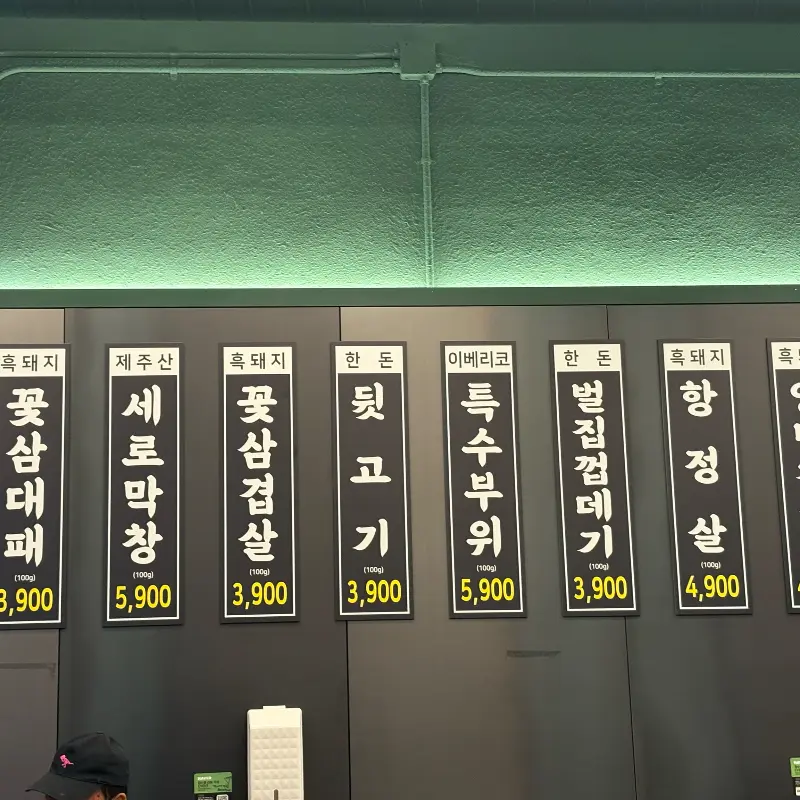 흑돼지
꽃삼대패
(100g)
3,900
제주산
세로막창
(100g)
5,900
흑돼지
꽃삼겹살
(100g)
3,900
한돈
뒷고기
(100g)
3,900
이베리코
특수부위
(100g)
5,900
한돈
벌집껍데기
(100g)
3,900
흑돼지
항정살
(100g)
4,900